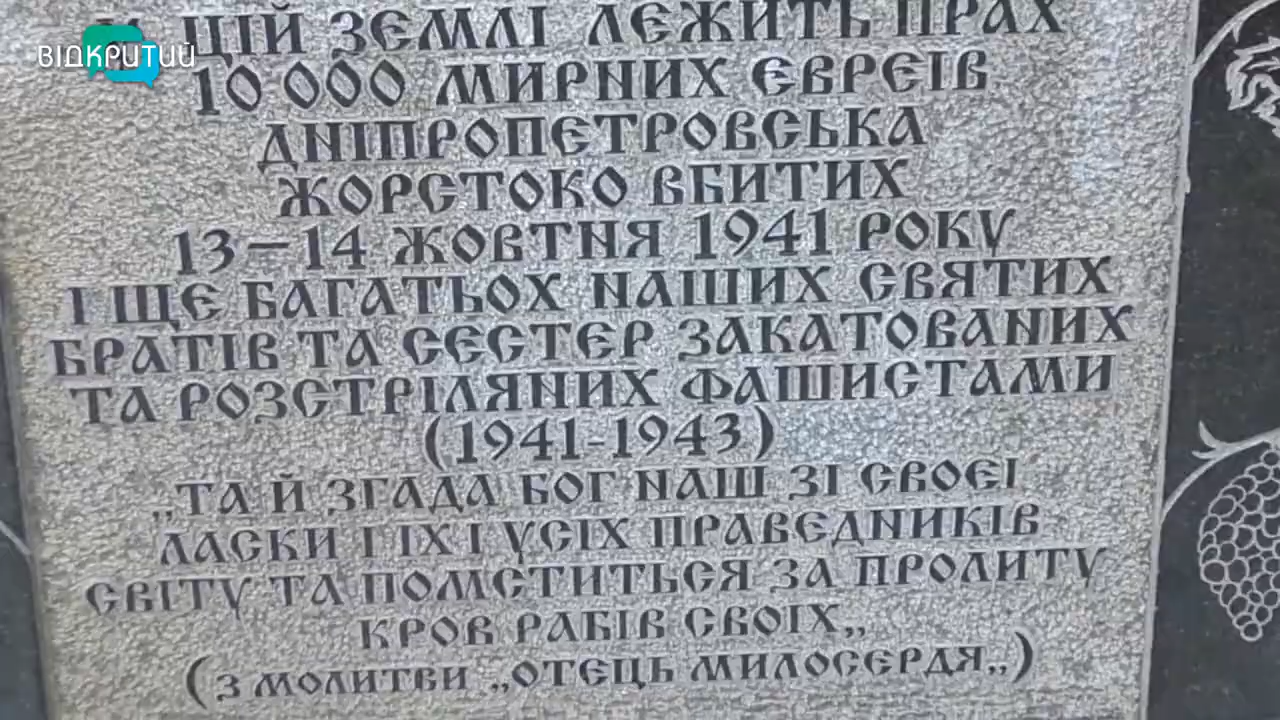 ВІДКРИТИЙ
ЦІЙ ЗЕМЛІ ЛЕЖИТЬ ПРАХ
10 000 МИРНИХ ЄВРЕЇВ
ДНІПРОПЕТРОВСЬКА
ЖОРСТОКО ВБИТИХ
13–14 ЖОВТНЯ 1941 РОКУ
І ЩЕ БАГАТЬОХ НАШИХ СВЯТИХ
БРАТІВ ТА СЕСТЕР ЗАКАТОВАНИХ
ТА РОЗСТРІЛЯНИХ ФАШИСТАМИ
(1941-1943)
„ТА Й ЗГАДА БОГ НАШ ЗІ СВОЄЇ
ЛАСКИ І ЇХ І УСІХ ПРАВЕДНИКІВ
СВІТУ ТА ПОМСТИТЬСЯ ЗА ПРОЛИТУ
КРОВ РАБІВ СВОЇХ„
(З МОЛИТВИ „ОТЕЦЬ МИЛОСЕРДЯ„)